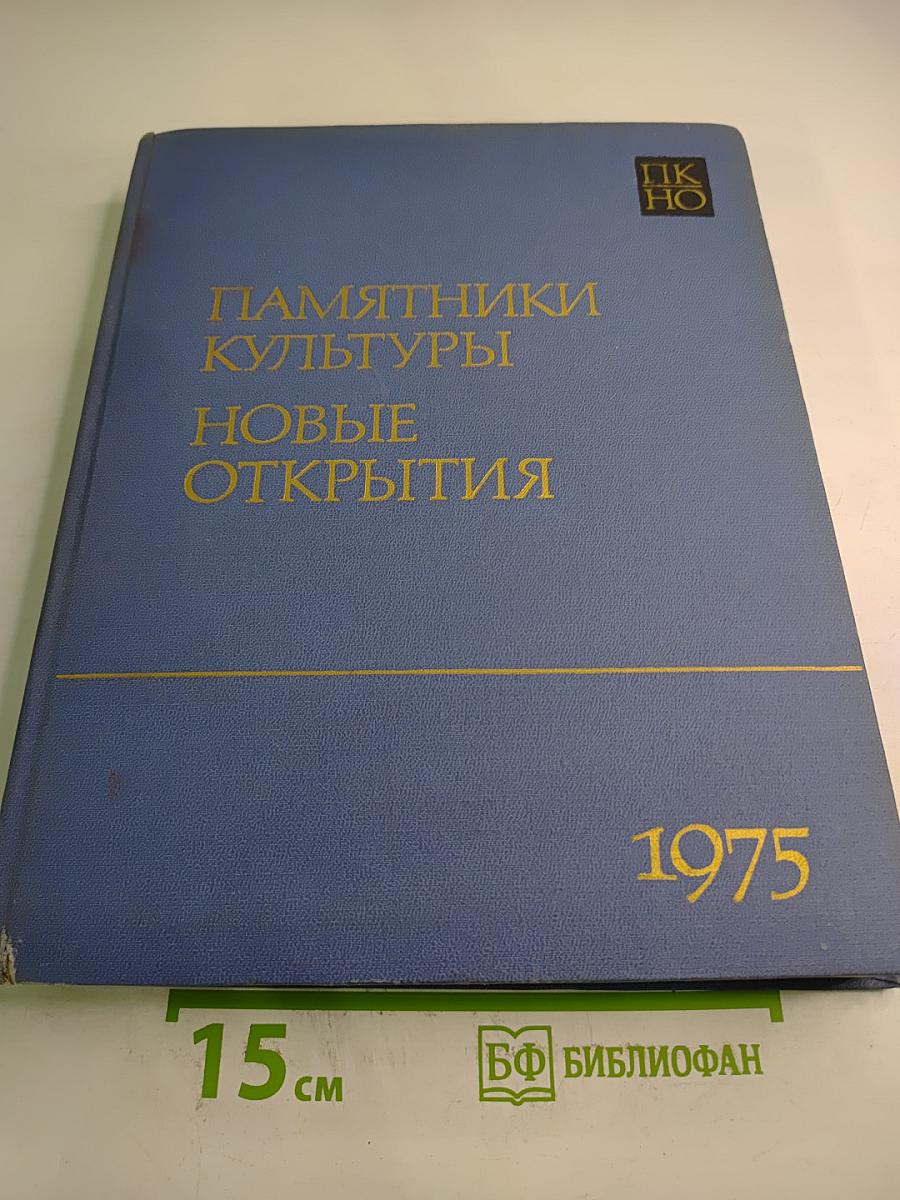 ПК
НО
ПАМЯТНИКИ
КУЛЬТУРЫ
НОВЫЕ
ОТКРЫТИЯ
1975
15 см
БФ БИБЛИОФАН